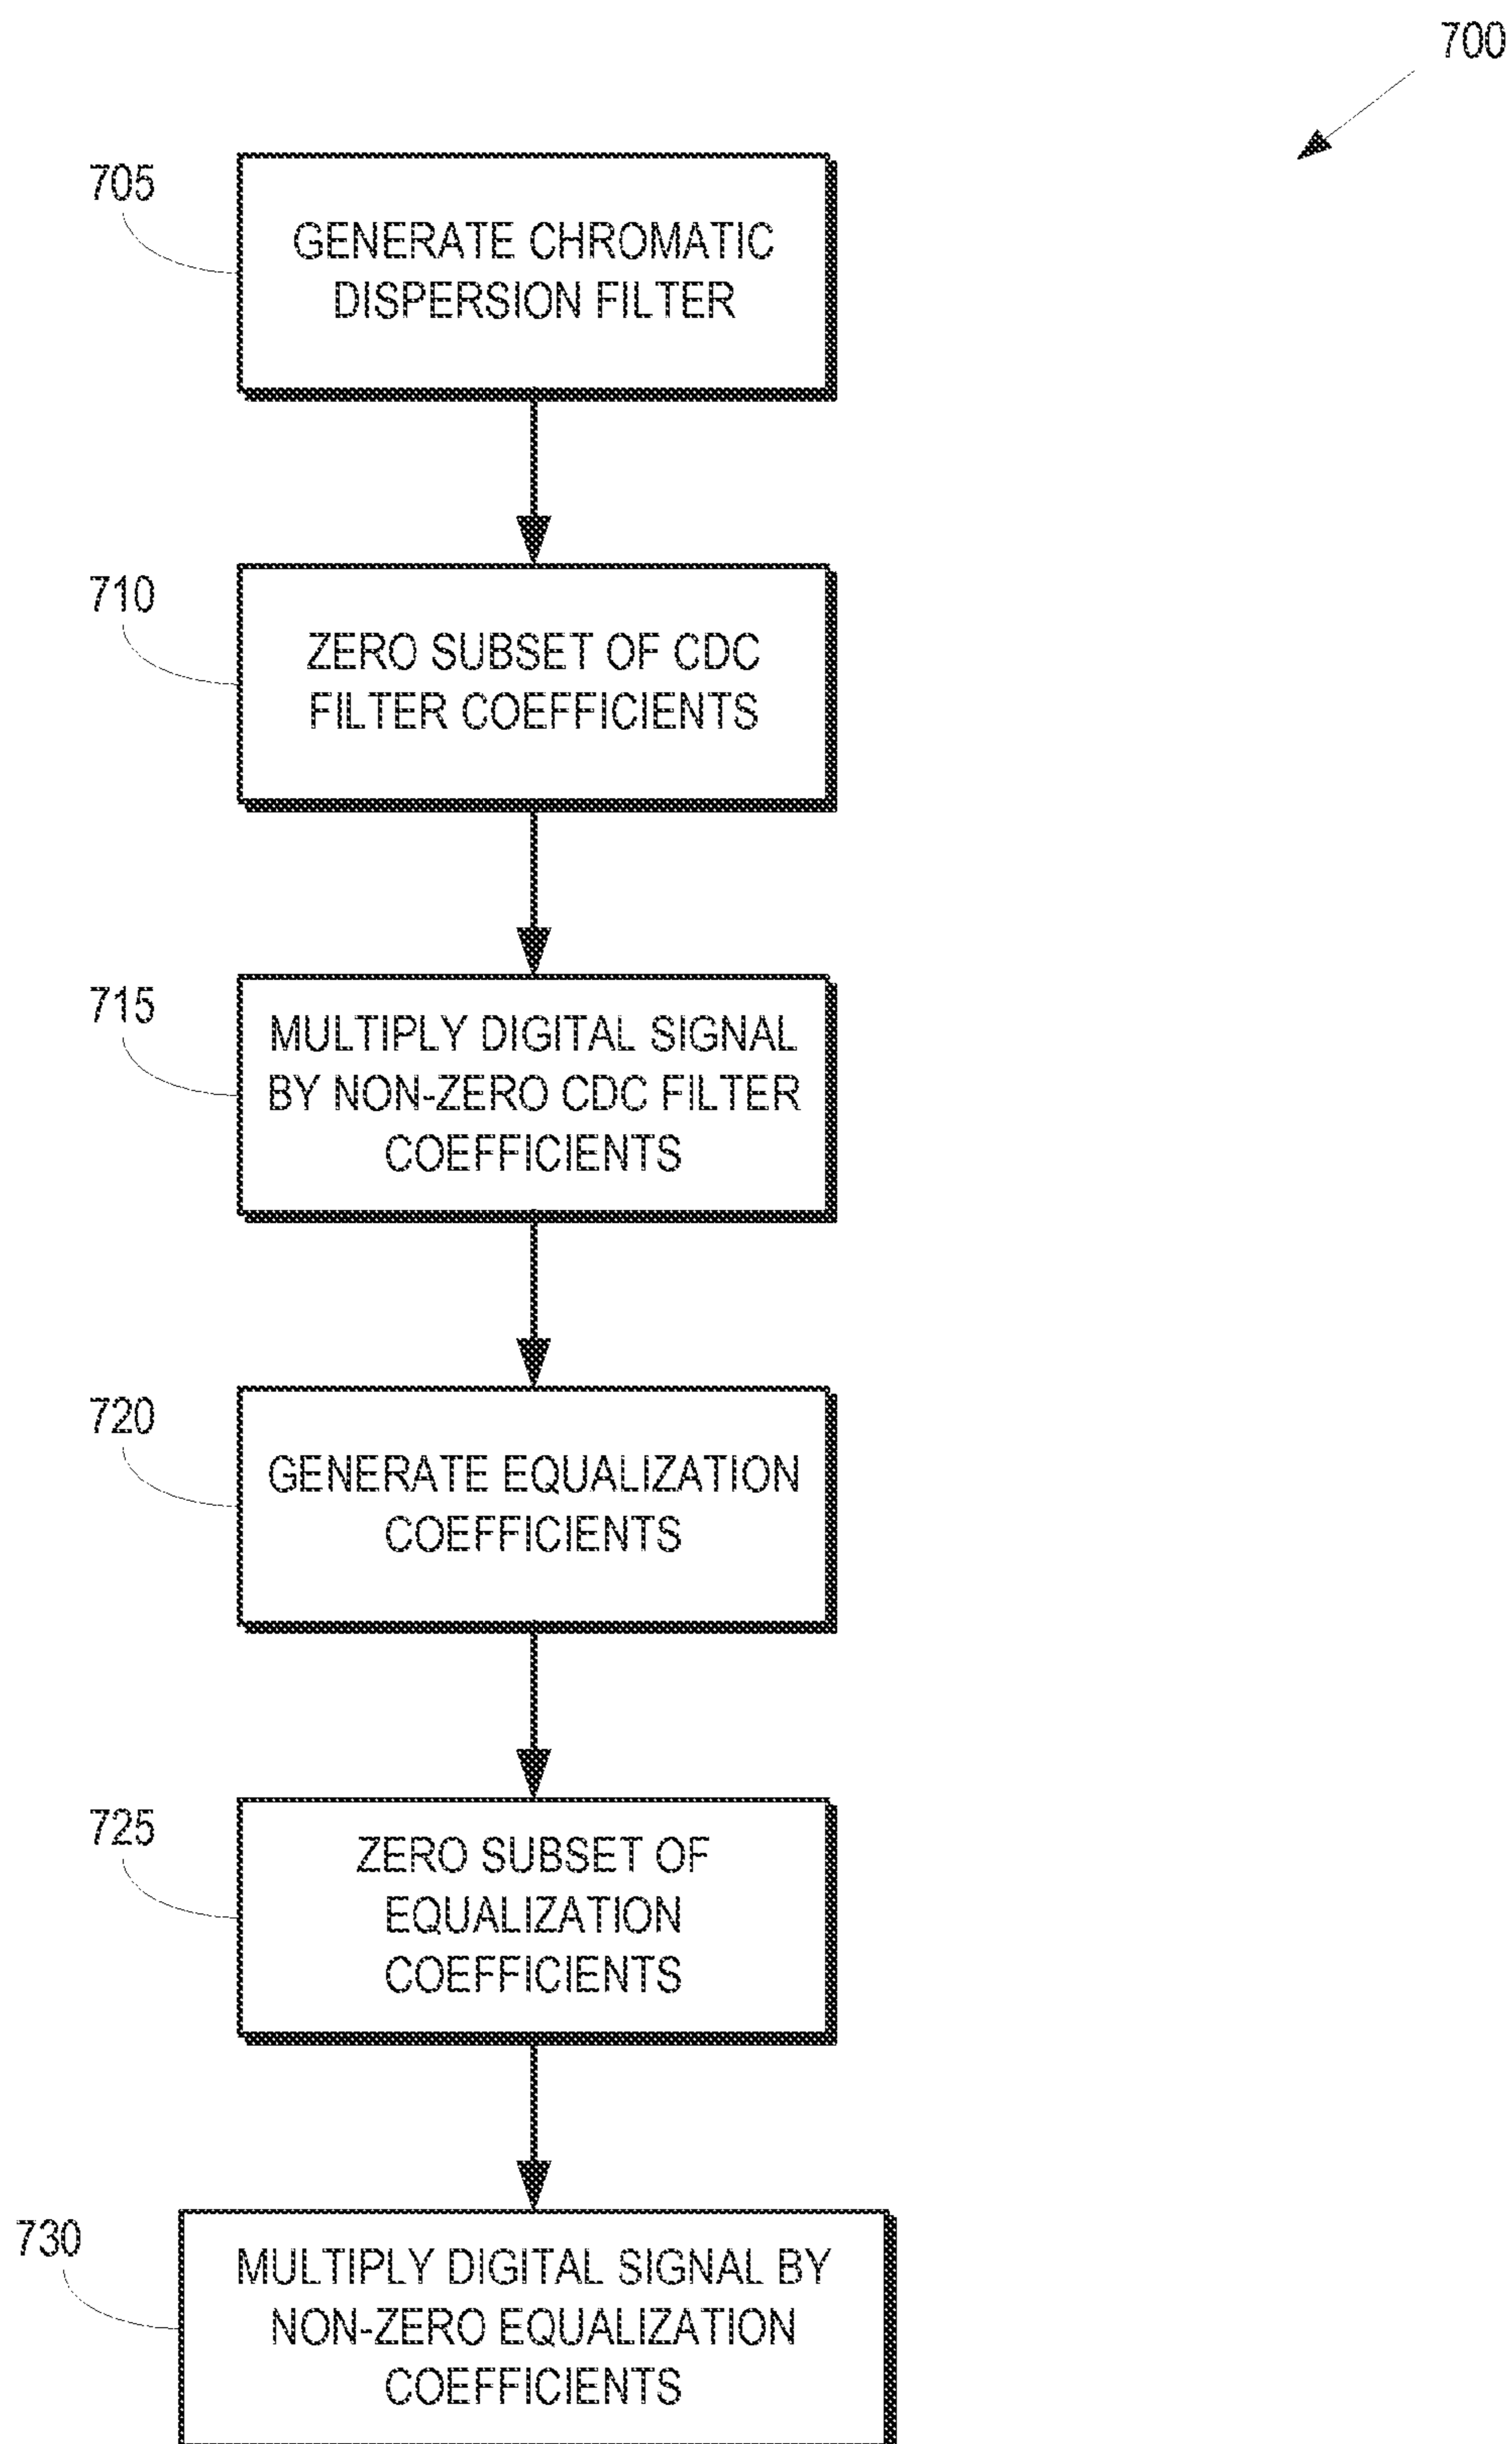 700
705
GENERATE CHROMATIC
DISPERSION FILTER
710
ZERO SUBSET OF CDC
FILTER COEFFICIENTS
715
MULTIPLY DIGITAL SIGNAL
BY NON-ZERO CDC FILTER
COEFFICIENTS
720
GENERATE EQUALIZATION
COEFFICIENTS
725
ZERO SUBSET OF
EQUALIZATION
COEFFICIENTS
730
MULTIPLY DIGITAL SIGNAL BY
NON-ZERO EQUALIZATION
COEFFICIENTS